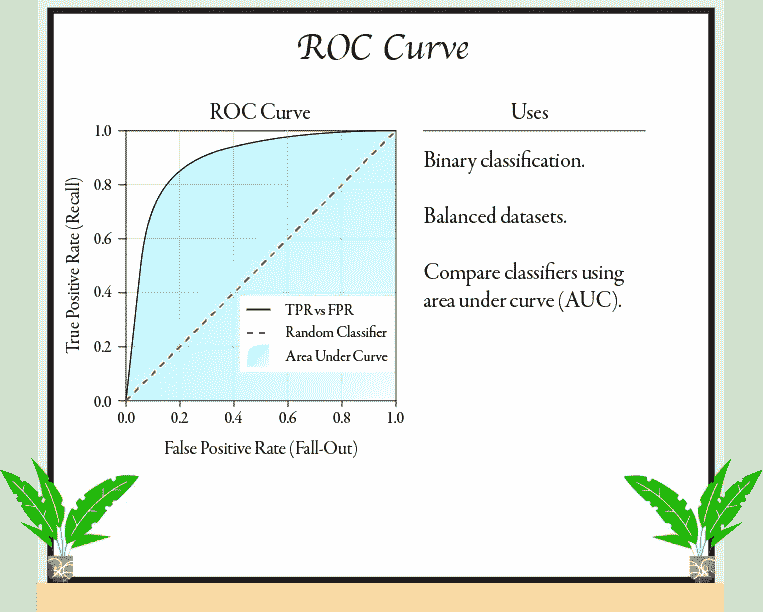 ROC Curve
ROC Curve
1.0
0.8
0.6
0.4
0.2
0.0
True Positive Rate (Recall)
0.0 0.2 0.4 0.6 0.8 1.0
False Positive Rate (Fall-Out)
TPR vs FPR
Random Classifier
Area Under Curve
Uses
Binary classification.
Balanced datasets.
Compare classifiers using
area under curve (AUC).